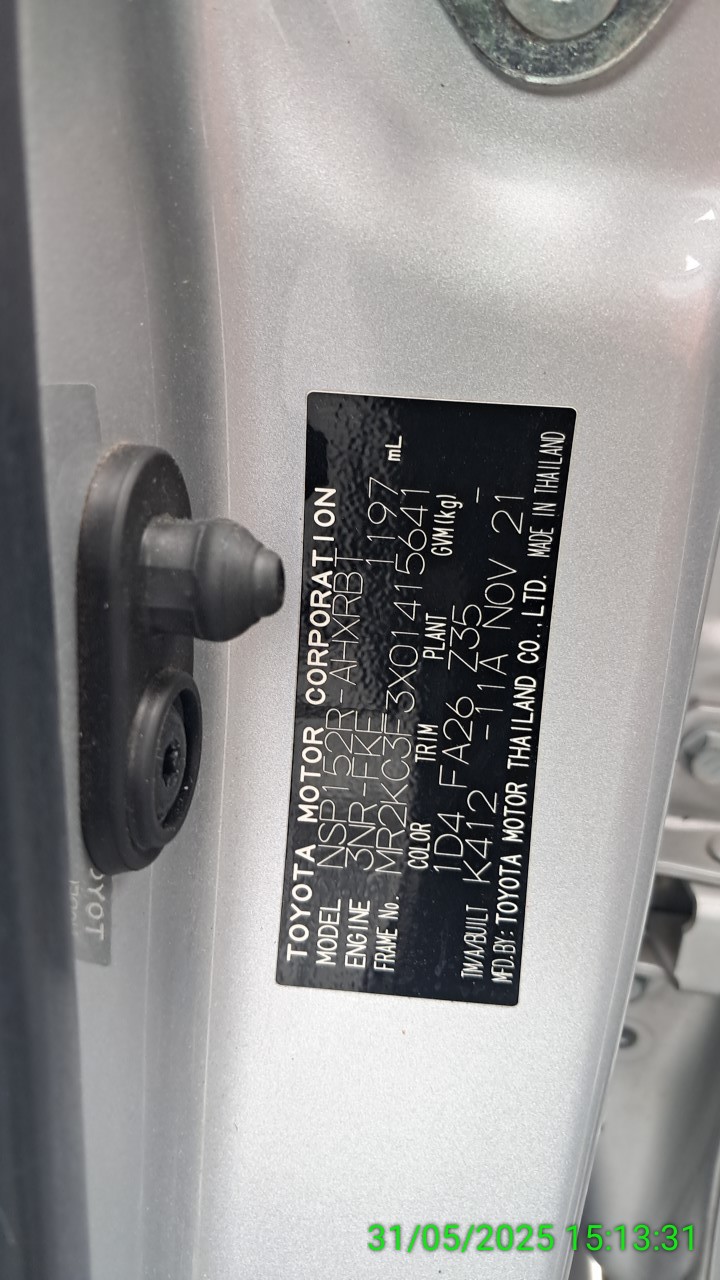 TOYOTA MOTOR CORPORATION
MODEL NSP152R-AHXRBT
ENGINE 3NR-FKE 1197 mL
FRAME No. MR2KC3F3X01415641
COLOR TRIM PLANT GVM(kg)
1D4 FA26 Z35 -
TM/A/BUILT K412 -11A NOV 21
MFD.BY:TOYOTA MOTOR THAILAND CO.,LTD. MADE IN THAILAND
31/05/2025 15:13:31